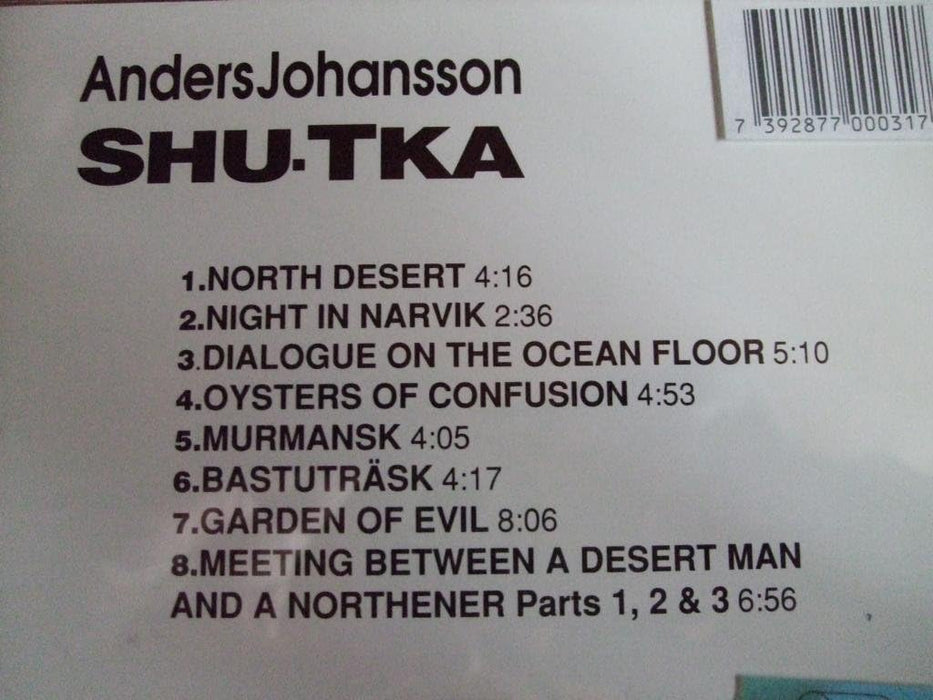 Anders Johansson
7 392877 000317
SHU·TKA
1.NORTH DESERT 4:16
2.NIGHT IN NARVIK 2:36
3.DIALOGUE ON THE OCEAN FLOOR 5:10
4.OYSTERS OF CONFUSION 4:53
5.MURMANSK 4:05
6.BASTUTRÄSK 4:17
7.GARDEN OF EVIL 8:06
8.MEETING BETWEEN A DESERT MAN
AND A NORTHENER Parts 1, 2 & 3 6:56